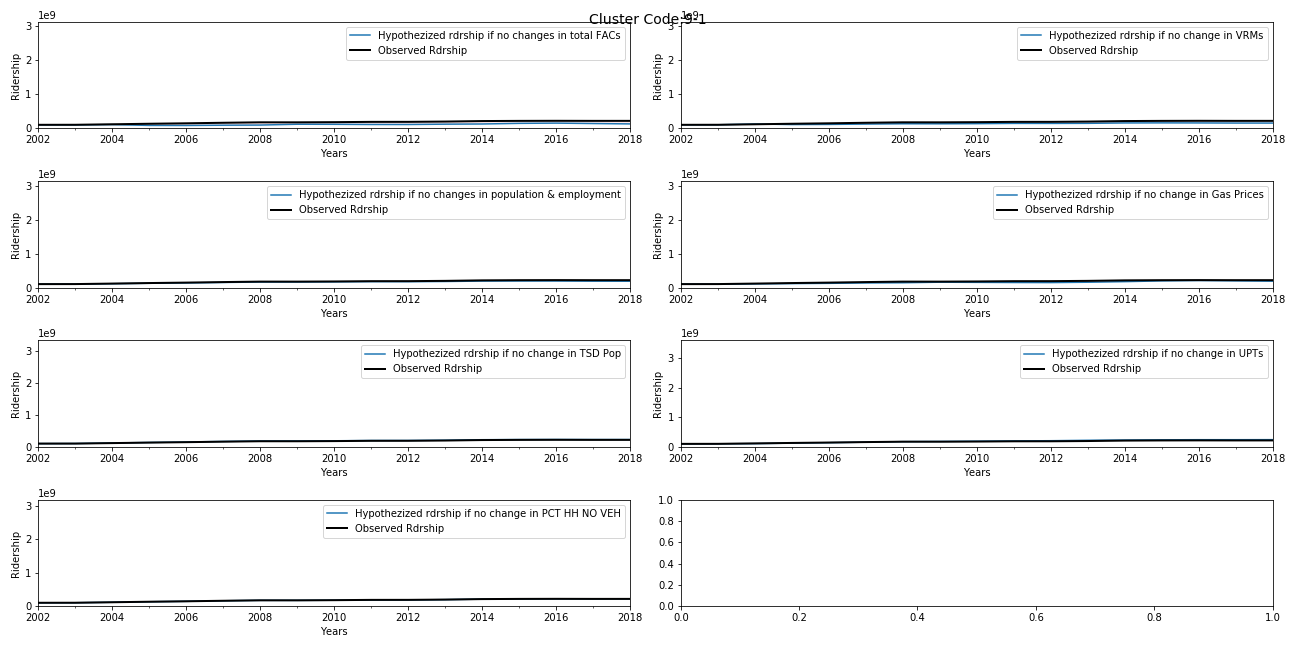 Cluster Code-9-1
1e9
Hypothezized rdrship if no changes in total FACs
Observed Rdrship
3
2
1
0
Ridership
2002 2004 2006 2008 2010 2012 2014 2016 2018
Years
1e9
Hypothezized rdrship if no change in VRMs
Observed Rdrship
3
2
1
0
Ridership
2002 2004 2006 2008 2010 2012 2014 2016 2018
Years
1e9
Hypothezized rdrship if no changes in population & employment
Observed Rdrship
3
2
1
0
Ridership
2002 2004 2006 2008 2010 2012 2014 2016 2018
Years
1e9
Hypothezized rdrship if no change in Gas Prices
Observed Rdrship
3
2
1
0
Ridership
2002 2004 2006 2008 2010 2012 2014 2016 2018
Years
1e9
Hypothezized rdrship if no change in TSD Pop
Observed Rdrship
3
2
1
0
Ridership
2002 2004 2006 2008 2010 2012 2014 2016 2018
Years
1e9
Hypothezized rdrship if no change in UPTs
Observed Rdrship
3
2
1
0
Ridership
2002 2004 2006 2008 2010 2012 2014 2016 2018
Years
1e9
Hypothezized rdrship if no change in PCT HH NO VEH
Observed Rdrship
3
2
1
0
Ridership
2002 2004 2006 2008 2010 2012 2014 2016 2018
Years
1.0
0.8
0.6
0.4
0.2
0.0
0.0 0.2 0.4 0.6 0.8 1.0